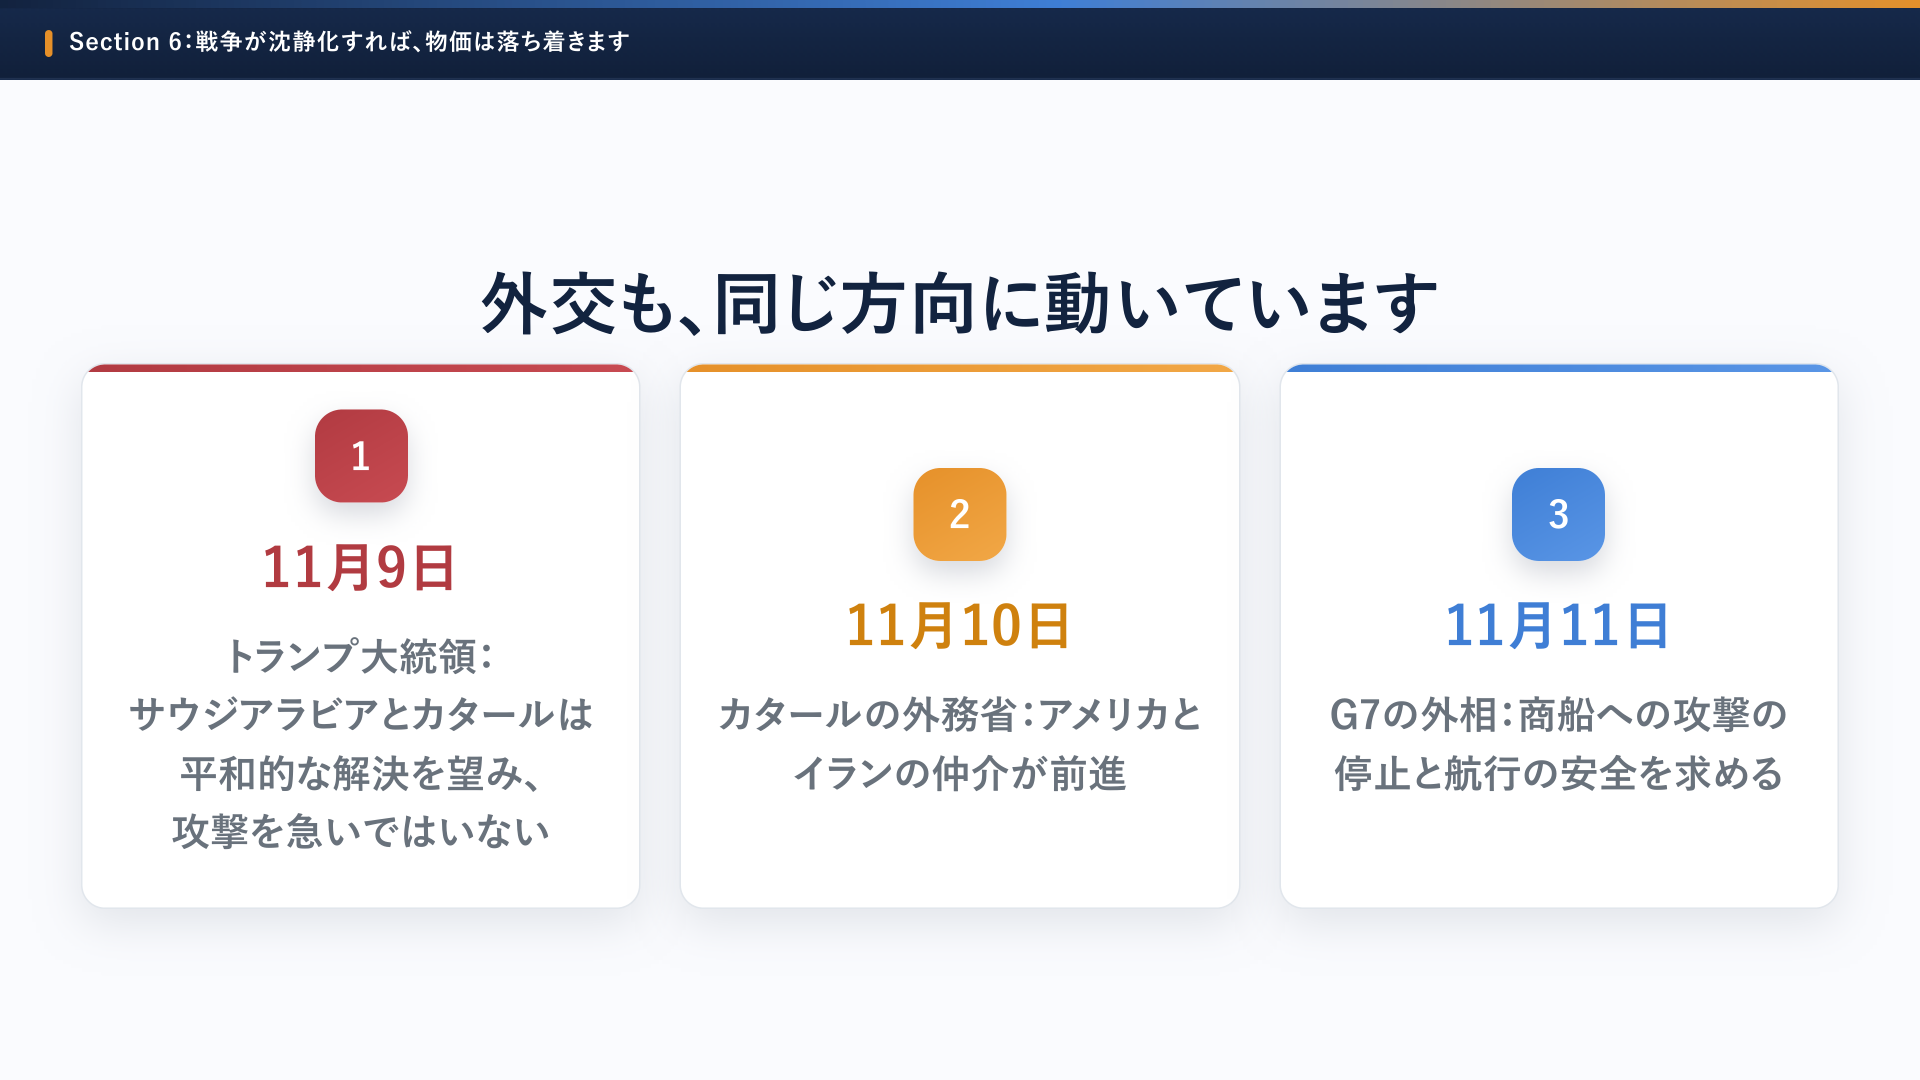 Section 6：戦争が沈静化すれば、物価は落ち着きます
外交も、同じ方向に動いています
1
11月9日
トランプ大統領：
サウジアラビアとカタールは
平和的な解決を望み、
攻撃を急いではいない
2
11月10日
カタールの外務省：アメリカと
イランの仲介が前進
3
11月11日
G7の外相：商船への攻撃の
停止と航行の安全を求める